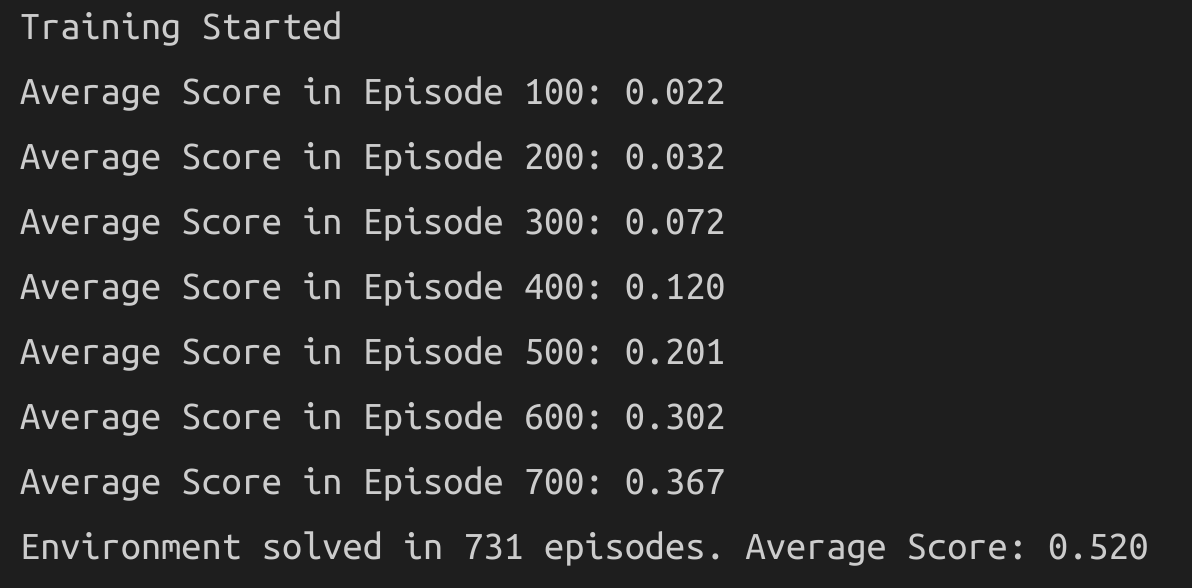 Training Started
Average Score in Episode 100: 0.022
Average Score in Episode 200: 0.032
Average Score in Episode 300: 0.072
Average Score in Episode 400: 0.120
Average Score in Episode 500: 0.201
Average Score in Episode 600: 0.302
Average Score in Episode 700: 0.367
Environment solved in 731 episodes. Average Score: 0.520